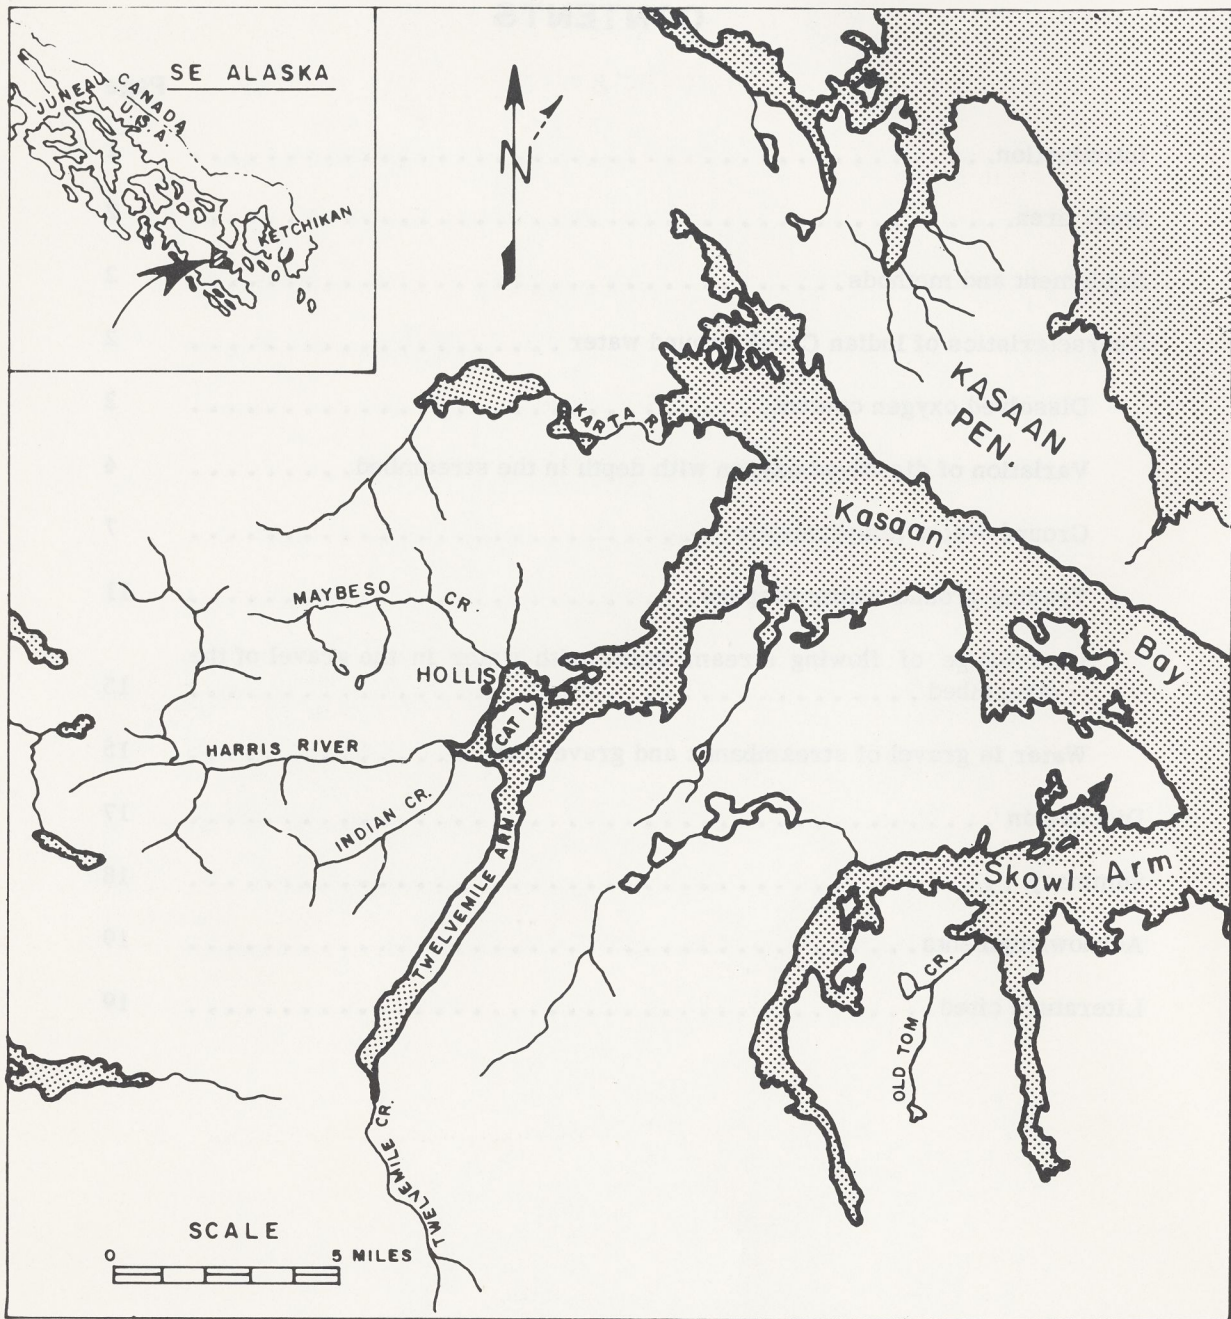 SE ALASKA
JUNEAU
CANADA
U.S.A
KETCHIKAN
N
KASAAN
PEN.
KARTA R.
Kasaan
Bay
MAYBESO CR.
HOLLIS
CAT I.
HARRIS RIVER
INDIAN CR.
TWELVEMILE ARM
Skowl Arm
OLD TOM CR.
TWELVEMILE CR.
SCALE
0 5 MILES